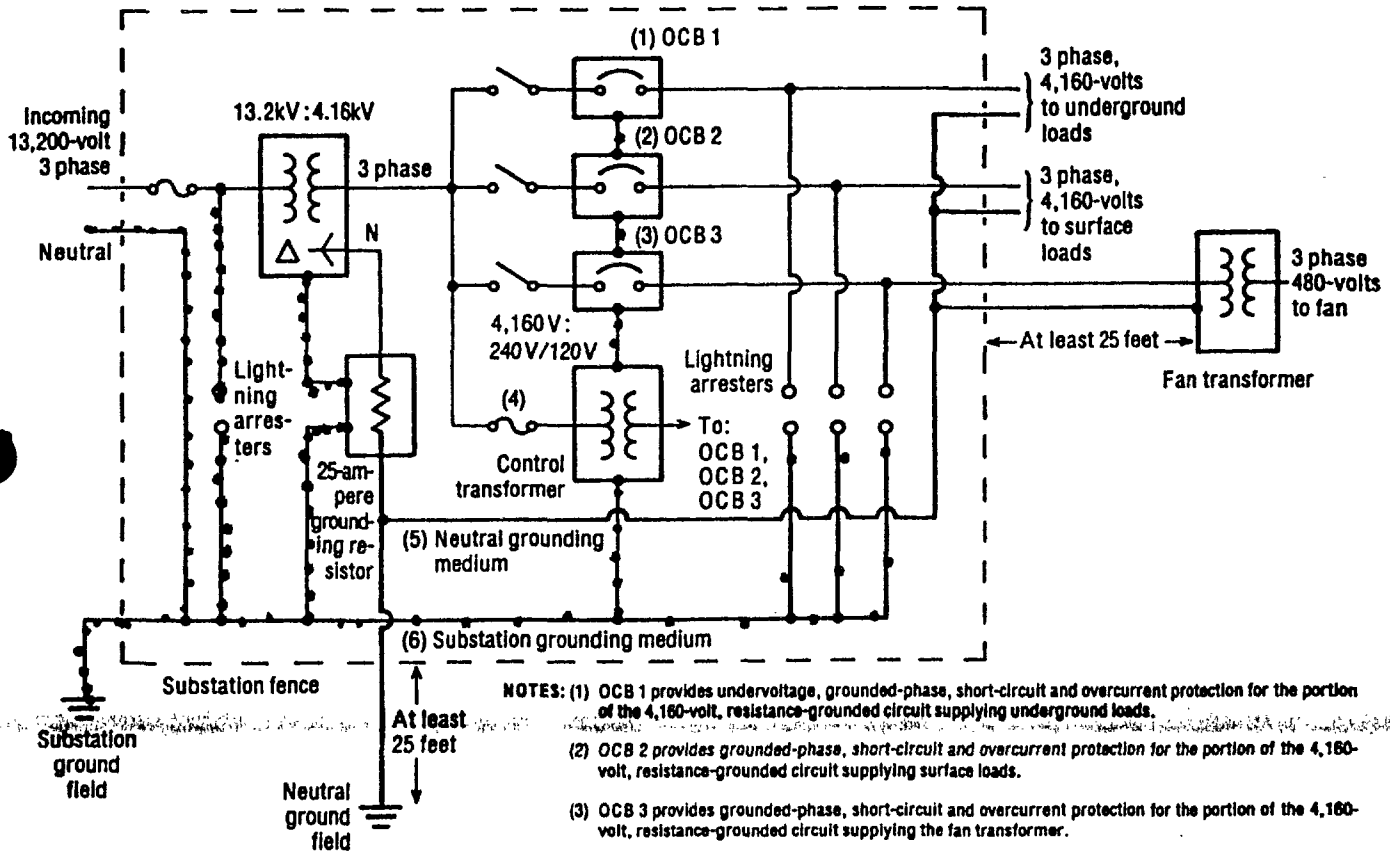 (1) OCB 1
3 phase,
4,160-volts
to underground
loads
Incoming
13,200-volt
3 phase
13.2kV:4.16kV
3 phase
(2) OCB 2
3 phase,
4,160-volts
to surface
loads
Neutral
N
(3) OCB 3
3 phase
480-volts
to fan
4,160V:
240V/120V
At least 25 feet
Fan transformer
Light-
ning
arres-
ters
Lightning
arresters
(4)
To:
OCB 1,
OCB 2,
OCB 3
Control
transformer
25-am-
pere
ground-
ing re-
sistor
(5) Neutral grounding
medium
(6) Substation grounding medium
Substation fence
Substation
ground
field
At least
25 feet
Neutral
ground
field
NOTES: (1) OCB 1 provides undervoltage, grounded-phase, short-circuit and overcurrent protection for the portion
of the 4,160-volt, resistance-grounded circuit supplying underground loads.
(2) OCB 2 provides grounded-phase, short-circuit and overcurrent protection for the portion of the 4,160-
volt, resistance-grounded circuit supplying surface loads.
(3) OCB 3 provides grounded-phase, short-circuit and overcurrent protection for the portion of the 4,160-
volt, resistance-grounded circuit supplying the fan transformer.